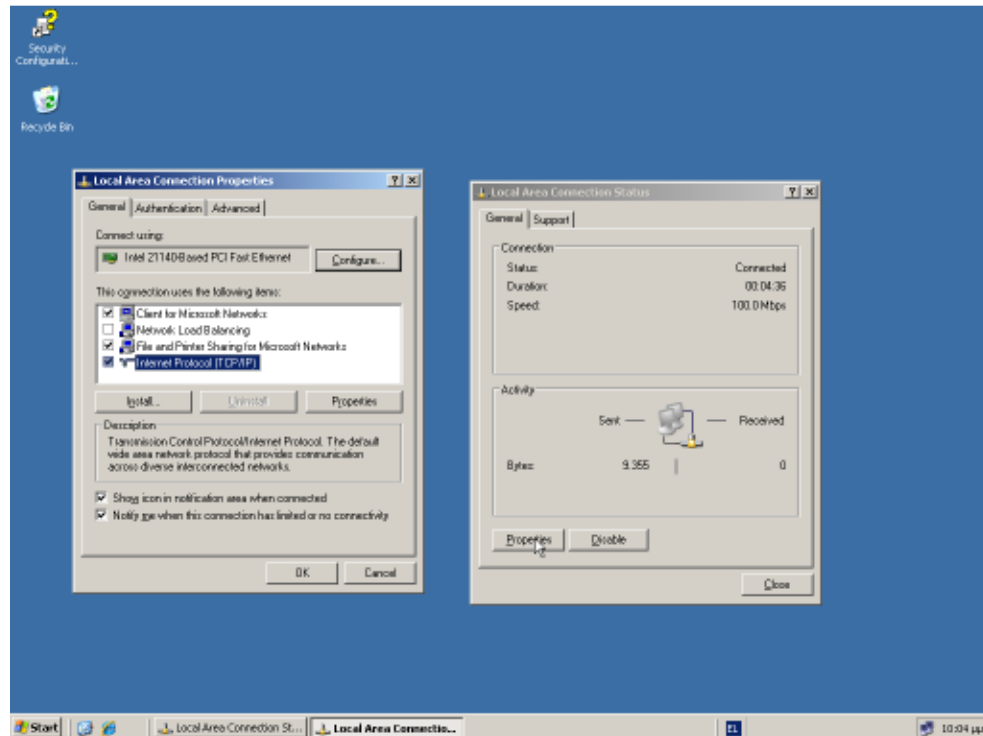 Security
Configurati...
Recycle Bin
Local Area Connection Properties
General
Authentication
Advanced
Connect using:
Intel 21140-Based PCI Fast Ethernet
Configure...
This connection uses the following items:
Client for Microsoft Networks
Network Load Balancing
File and Printer Sharing for Microsoft Networks
Internet Protocol (TCP/IP)
Install...
Uninstall
Properties
Description
Transmission Control Protocol/Internet Protocol. The default
wide area network protocol that provides communication
across diverse interconnected networks.
Show icon in notification area when connected
Notify me when this connection has limited or no connectivity
OK
Cancel
Local Area Connection Status
General
Support
Connection
Status: Connected
Duration: 00:04:36
Speed: 100.0 Mbps
Activity
Sent — — Received
Bytes: 9.355 | 0
Properties
Disable
Close
Start
Local Area Connection St...
Local Area Connectio...
EL
10:04 μμ